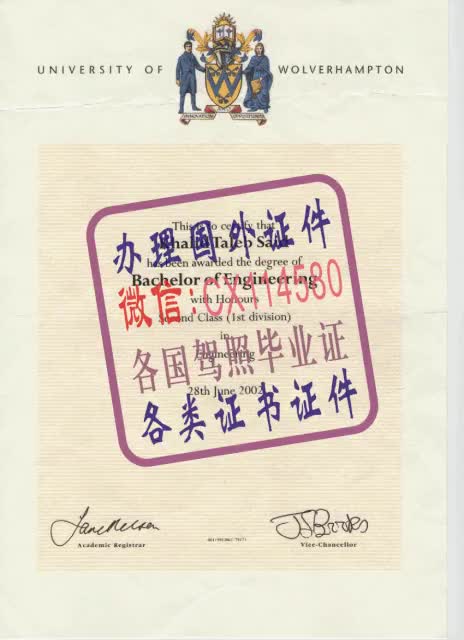 UNIVERSITY OF WOLVERHAMPTON
This is to certify that
办理国外证件
Taleb
has been awarded the degree of
Bachelor of Engineering
微信:CX114580
with Honours
Second Class (1st division)
in
各国驾照毕业证
Engineering
28th June 2002
各类证书证件
Academic Registrar
Vice-Chancellor